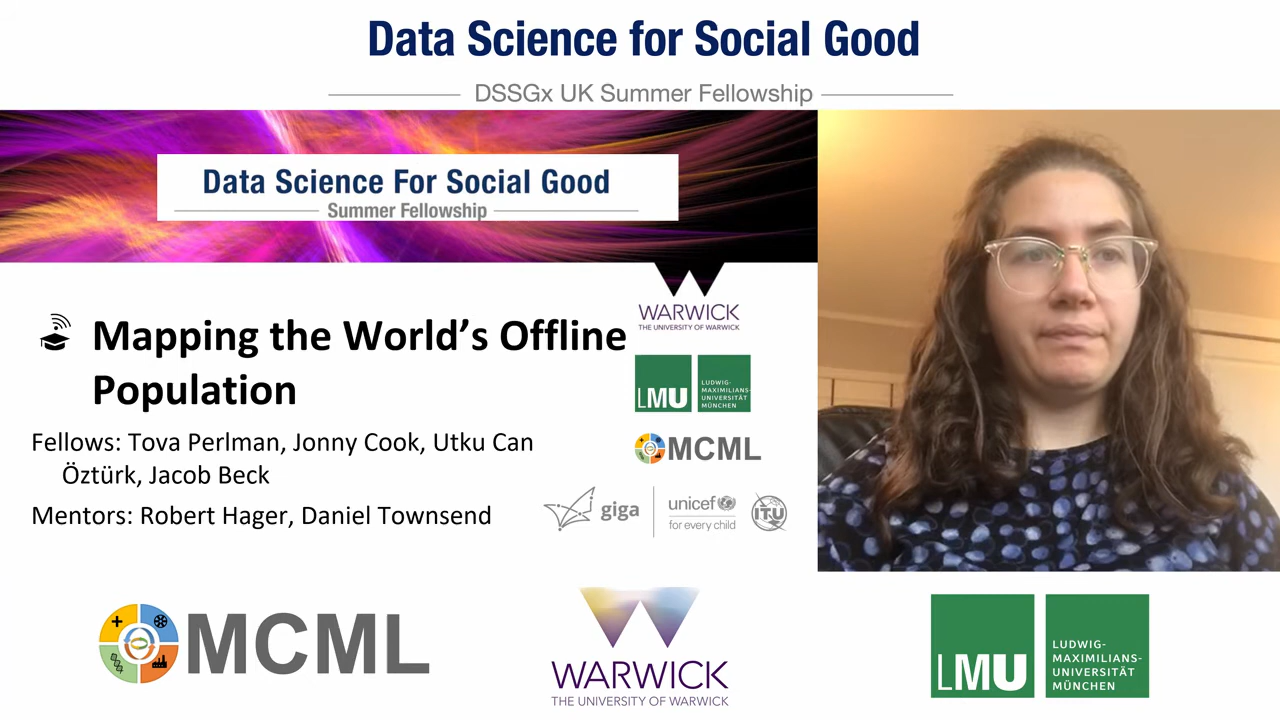 Data Science for Social Good
DSSGx UK Summer Fellowship
Data Science For Social Good
Summer Fellowship
WARWICK
THE UNIVERSITY OF WARWICK
Mapping the World's Offline
Population
LMU
LUDWIG-
MAXIMILIANS-
UNIVERSITÄT
MÜNCHEN
MCML
Fellows: Tova Perlman, Jonny Cook, Utku Can
Öztürk, Jacob Beck
Mentors: Robert Hager, Daniel Townsend
giga
unicef
for every child
ITU
MCML
WARWICK
THE UNIVERSITY OF WARWICK
LMU
LUDWIG-
MAXIMILIANS-
UNIVERSITÄT
MÜNCHEN